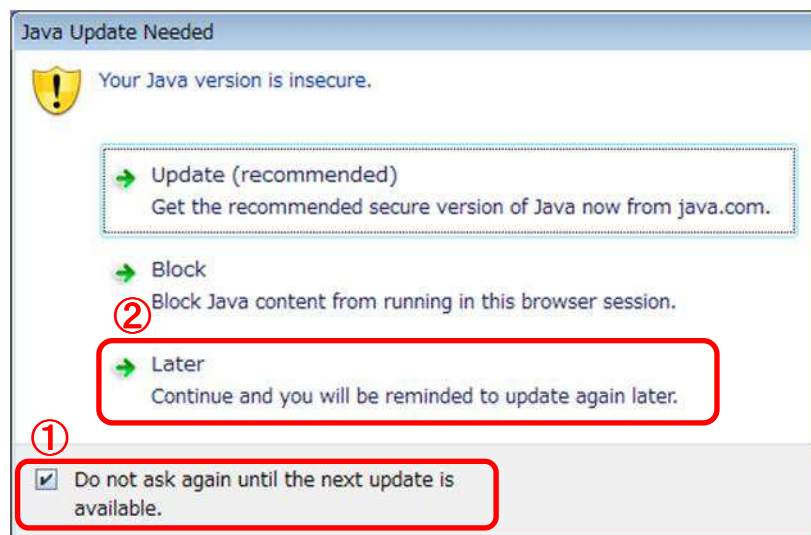 Java Update Needed
Your Java version is insecure.
Update (recommended)
Get the recommended secure version of Java now from java.com.
Block
Block Java content from running in this browser session.
②
Later
Continue and you will be reminded to update again later.
①
Do not ask again until the next update is
available.